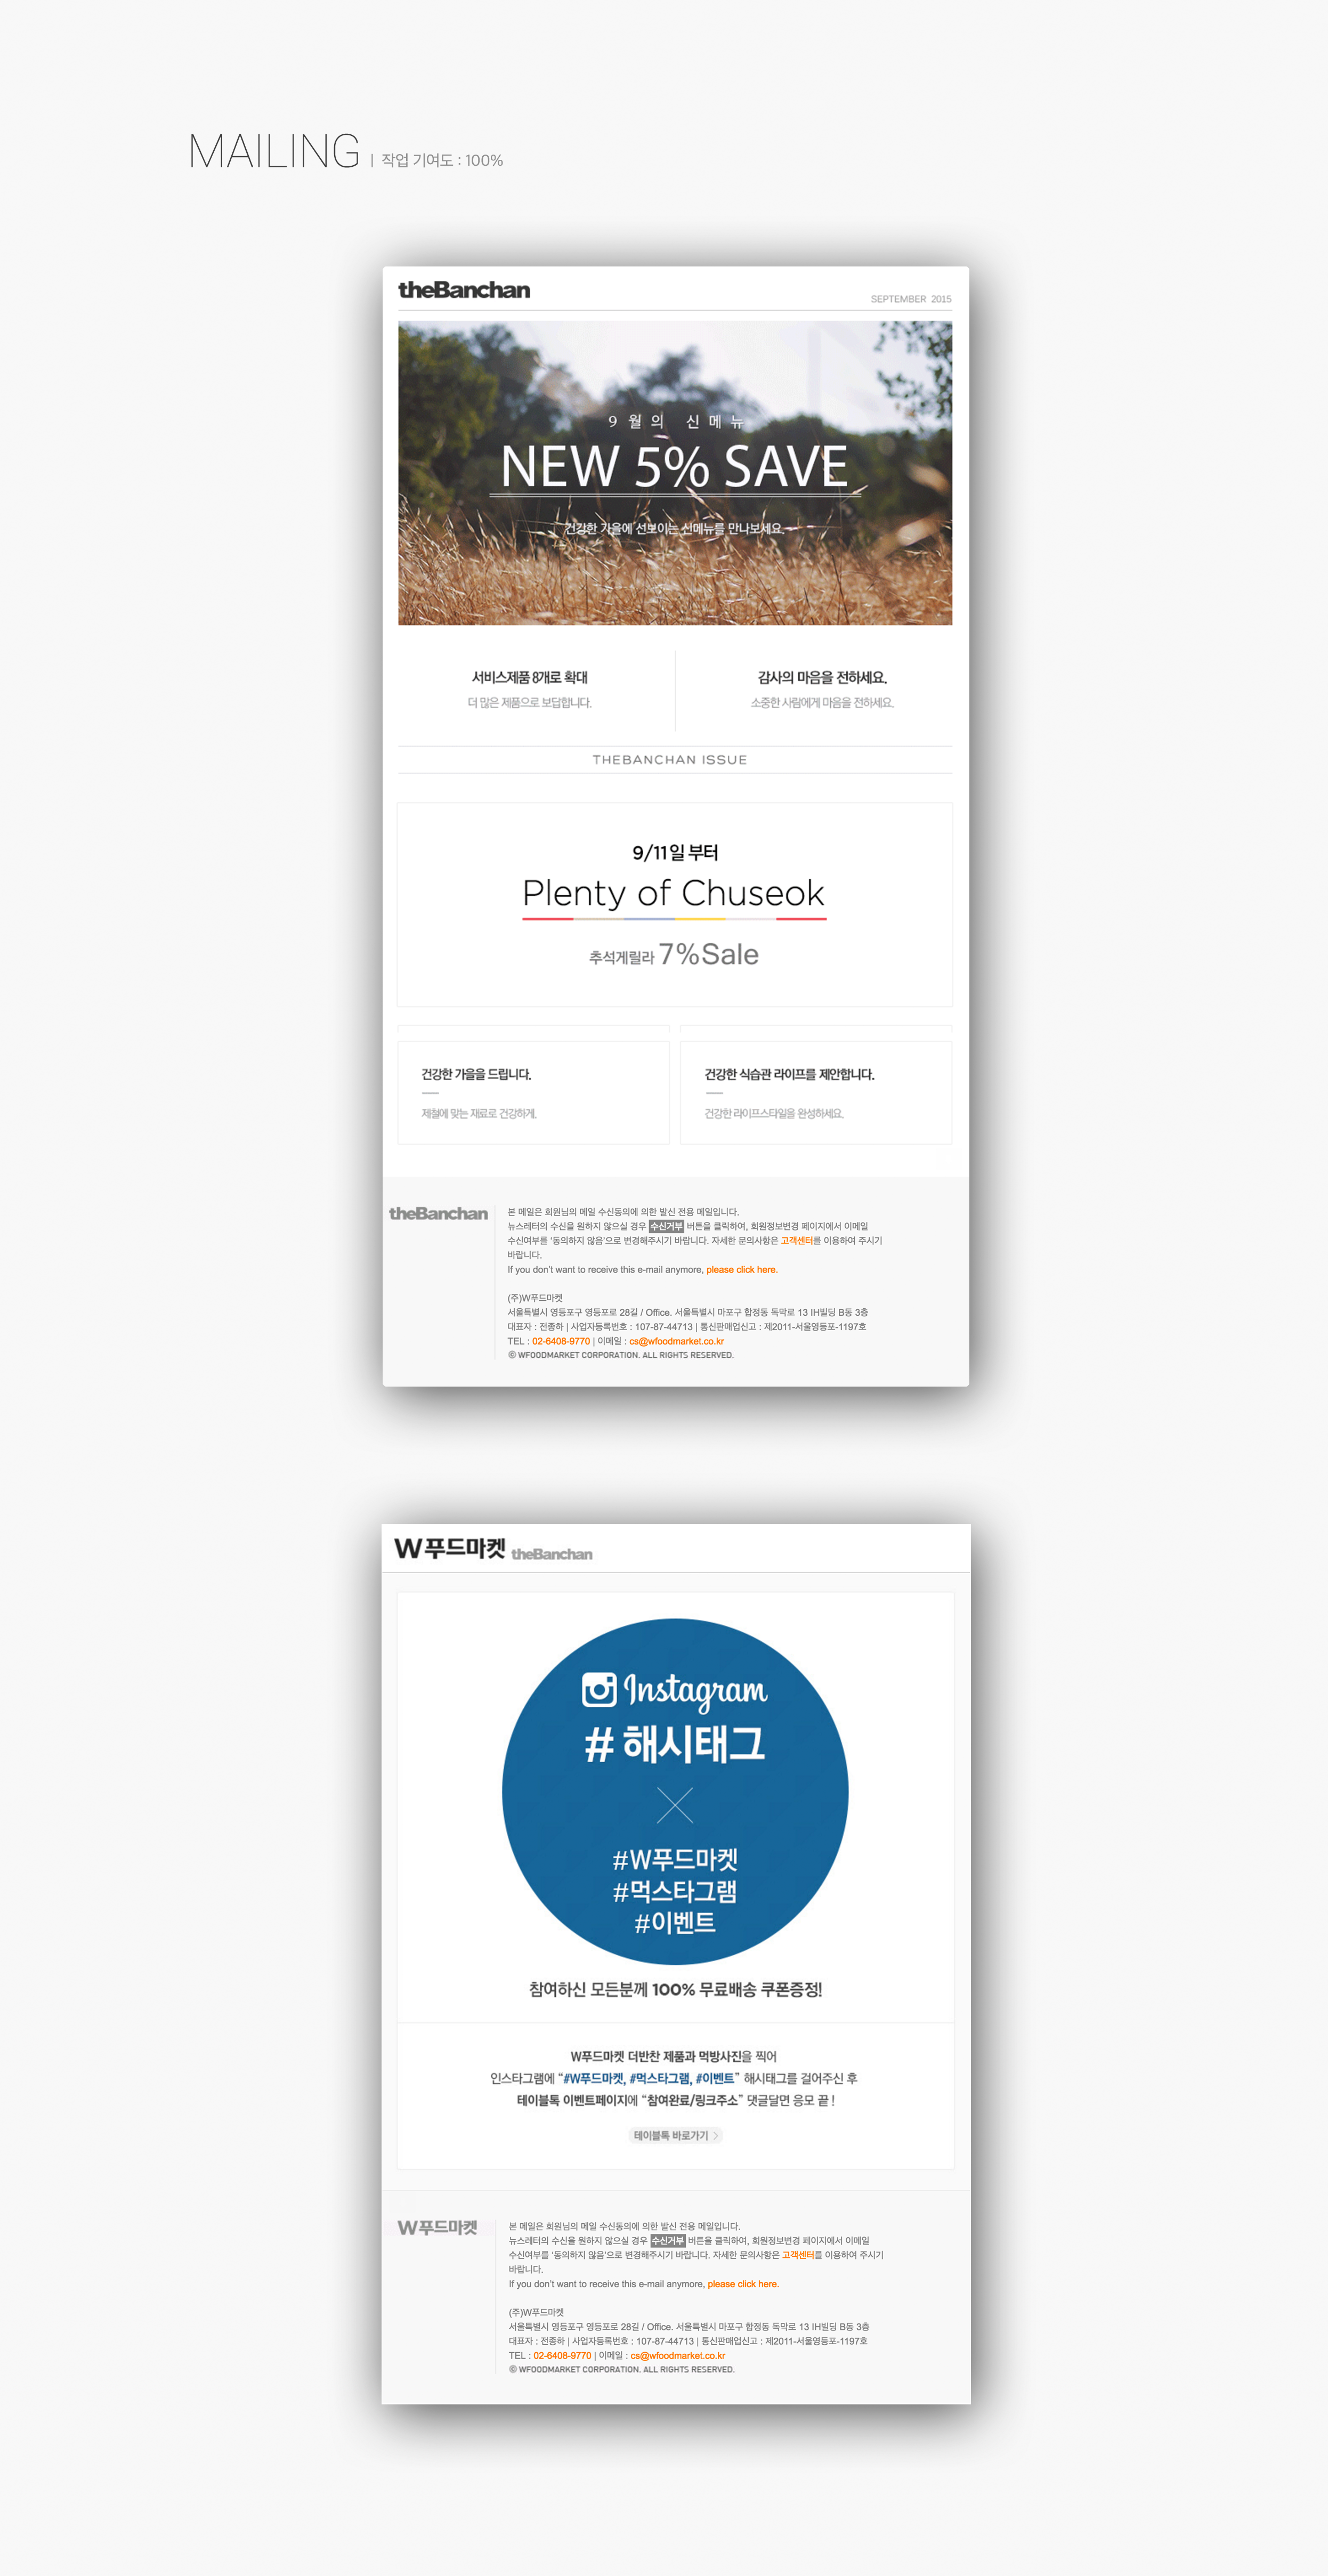 MAILING | 작업 기여도 : 100%
theBanchan
SEPTEMBER 2015
9월의 신메뉴
NEW 5% SAVE
건강한 가을에 선보이는 신메뉴를 만나보세요.
서비스제품 8개로 확대
더 많은 제품으로 보답합니다.
감사의 마음을 전하세요.
소중한 사람에게 마음을 전하세요.
THEBANCHAN ISSUE
9/11일 부터
Plenty of Chuseok
추석게릴라 7%Sale
건강한 가을을 드립니다.
제철에 맞는 재료로 건강하게.
건강한 식습관 라이프를 제안합니다.
건강한 라이프스타일을 완성하세요.
theBanchan
본 메일은 회원님의 메일 수신동의에 의한 발신 전용 메일입니다.
뉴스레터의 수신을 원하지 않으실 경우 수신거부 버튼을 클릭하여, 회원정보변경 페이지에서 이메일
수신여부를 '동의하지 않음'으로 변경해주시기 바랍니다. 자세한 문의사항은 고객센터를 이용하여 주시기
바랍니다.
If you don't want to receive this e-mail anymore, please click here.
(주)W푸드마켓
서울특별시 영등포구 영등포로 28길 / Office. 서울특별시 마포구 합정동 독막로 13 IH빌딩 B동 3층
대표자 : 전종하 | 사업자등록번호 : 107-87-44713 | 통신판매업신고 : 제2011-서울영등포-1197호
TEL : 02-6408-9770 | 이메일 : cs@wfoodmarket.co.kr
© WFOODMARKET CORPORATION. ALL RIGHTS RESERVED.
W푸드마켓 theBanchan
Instagram
# 해시태그
#W푸드마켓
#먹스타그램
#이벤트
참여하신 모든분께 100% 무료배송 쿠폰증정!
W푸드마켓 더반찬 제품과 먹방사진을 찍어
인스타그램에 "#W푸드마켓, #먹스타그램, #이벤트" 해시태그를 걸어주신 후
테이블톡 이벤트페이지에 "참여완료/링크주소" 댓글달면 응모 끝 !
테이블톡 바로가기 >
W푸드마켓
본 메일은 회원님의 메일 수신동의에 의한 발신 전용 메일입니다.
뉴스레터의 수신을 원하지 않으실 경우 수신거부 버튼을 클릭하여, 회원정보변경 페이지에서 이메일
수신여부를 '동의하지 않음'으로 변경해주시기 바랍니다. 자세한 문의사항은 고객센터를 이용하여 주시기
바랍니다.
If you don't want to receive this e-mail anymore, please click here.
(주)W푸드마켓
서울특별시 영등포구 영등포로 28길 / Office. 서울특별시 마포구 합정동 독막로 13 IH빌딩 B동 3층
대표자 : 전종하 | 사업자등록번호 : 107-87-44713 | 통신판매업신고 : 제2011-서울영등포-1197호
TEL : 02-6408-9770 | 이메일 : cs@wfoodmarket.co.kr
© WFOODMARKET CORPORATION. ALL RIGHTS RESERVED.